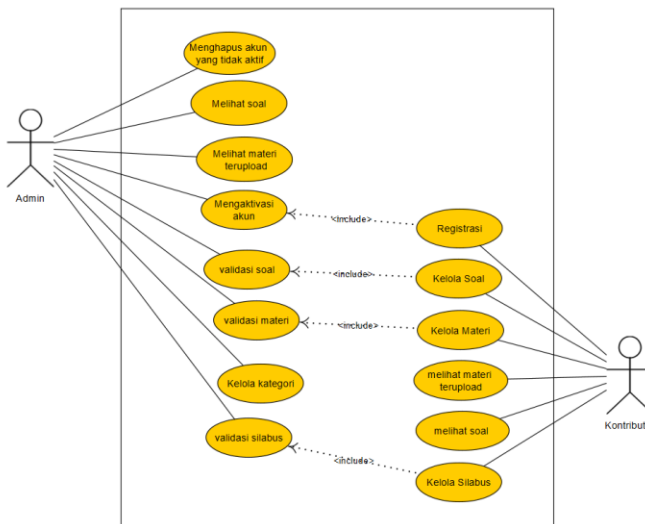 Menghapus akun
yang tidak aktif
Melihat soal
Melihat materi
terupload
Admin
Mengaktivasi
akun
<include>
Registrasi
validasi soal
<include>
Kelola Soal
validasi materi
<include>
Kelola Materi
Kelola kategori
melihat materi
terupload
Kontributor
validasi silabus
melihat soal
<include>
Kelola Silabus